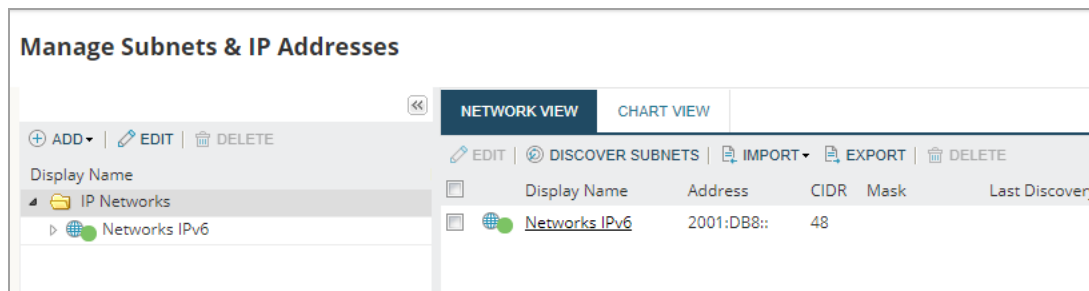 Manage Subnets & IP Addresses
ADD | EDIT | DELETE
Display Name
IP Networks
Networks IPv6
NETWORK VIEW CHART VIEW
EDIT | DISCOVER SUBNETS | IMPORT EXPORT | DELETE
Display Name Address CIDR Mask Last Discovery
Networks IPv6 2001:DB8:: 48